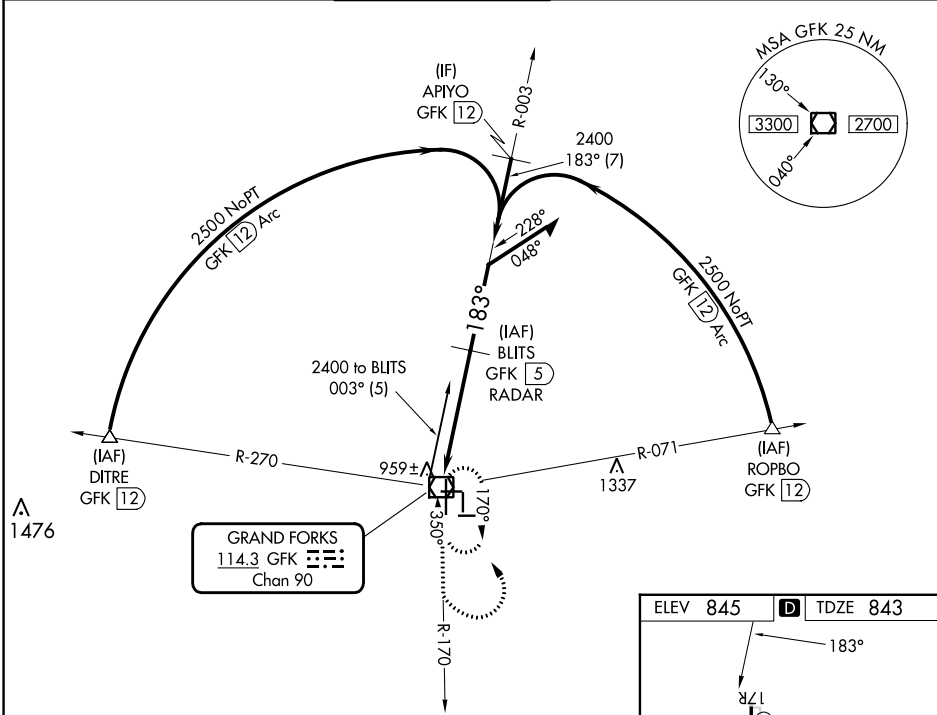 MSA GFK 25 NM
130°
3300
2700
040°
(IF)
APIYO
GFK 12
R-003
2400
183° (7)
2500 NoPT
GFK 12 Arc
228°
048°
2500 NoPT
GFK 12 Arc
183°
(IAF)
BLITS
GFK 5
RADAR
2400 to BLITS
003° (5)
R-270
(IAF)
DITRE
GFK 12
959±
R-071
1337
(IAF)
ROPBO
GFK 12
1476
170°
350°
GRAND FORKS
114.3 GFK
Chan 90
R-170
ELEV 845 D TDZE 843
183°
17R